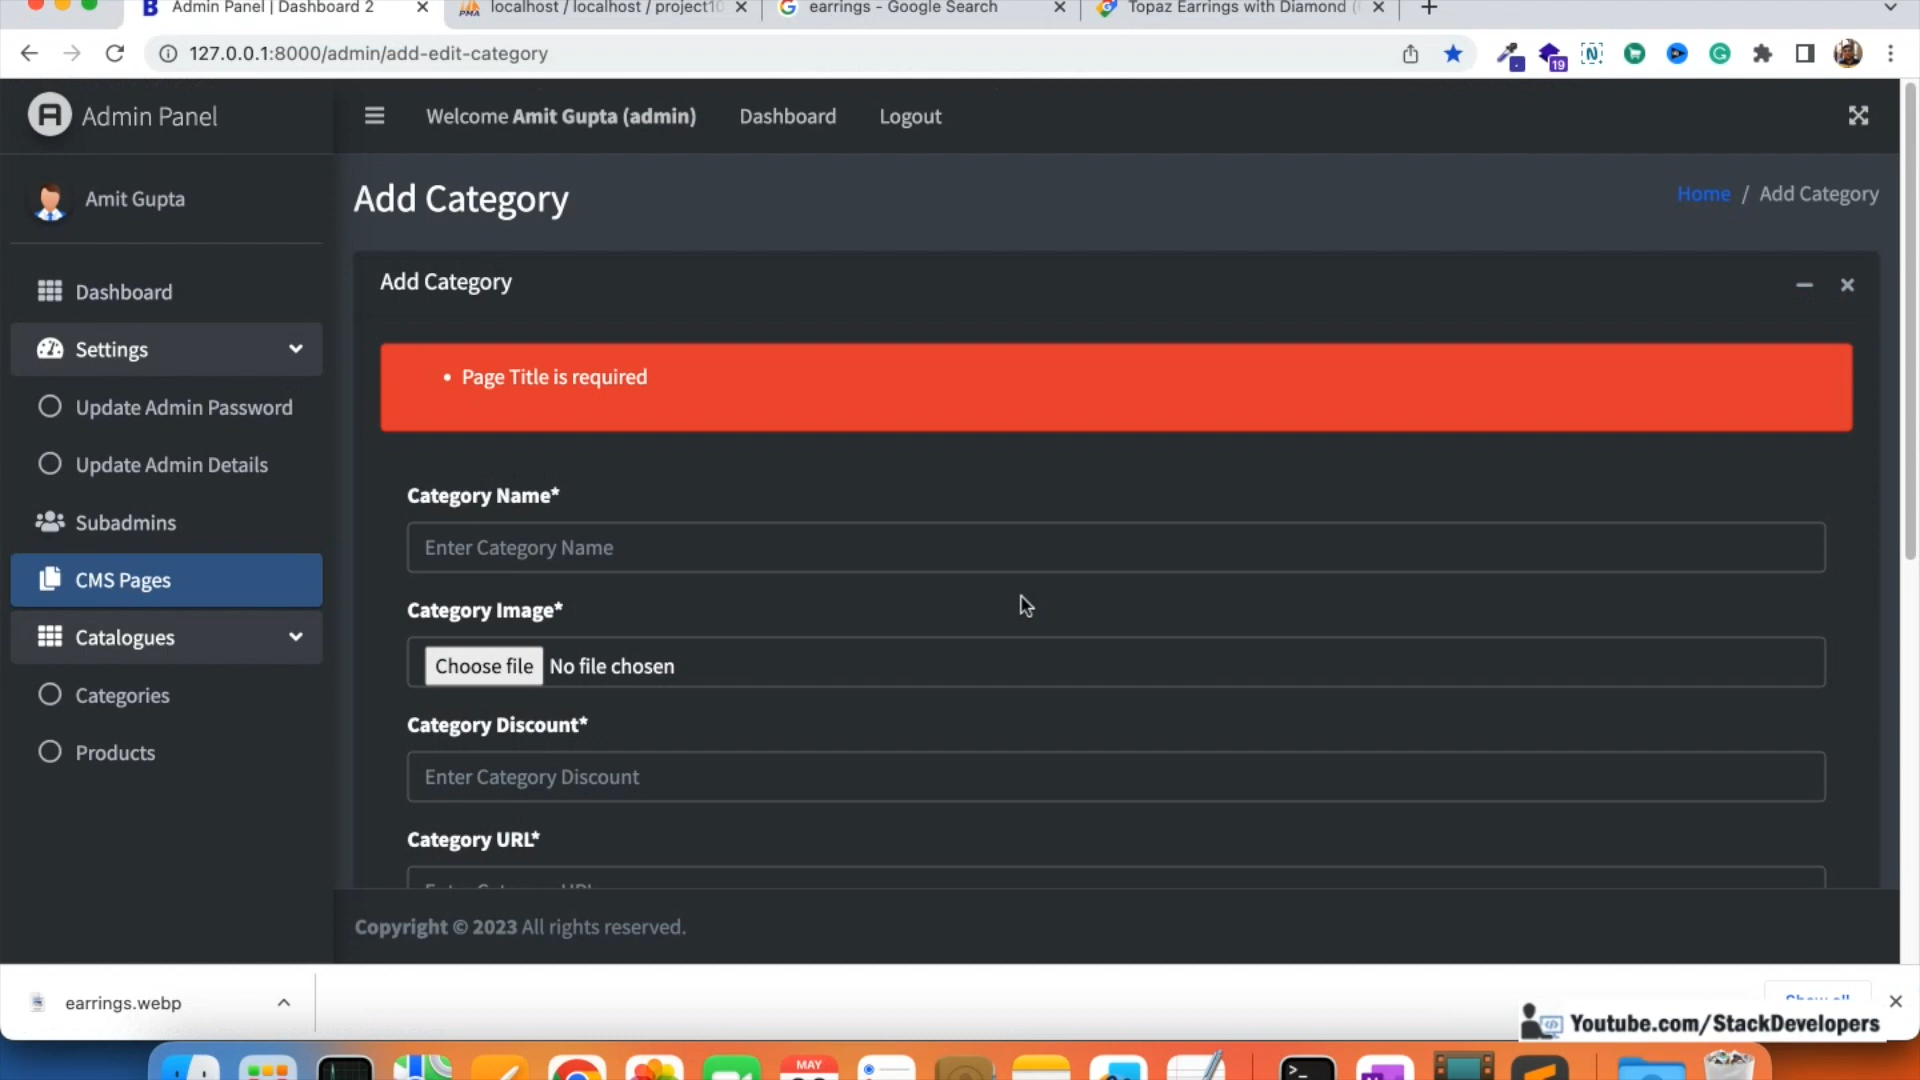 Admin Panel | Dashboard 2
localhost / localhost / project10
earrings - Google Search
Topaz Earrings with Diamond
127.0.0.1:8000/admin/add-edit-category
19
Admin Panel
Welcome Amit Gupta (admin)
Dashboard
Logout
Amit Gupta
Add Category
Home / Add Category
Dashboard
Settings
Update Admin Password
Update Admin Details
Subadmins
CMS Pages
Catalogues
Categories
Products
Add Category
• Page Title is required
Category Name*
Enter Category Name
Category Image*
Choose file No file chosen
Category Discount*
Enter Category Discount
Category URL*
Copyright © 2023 All rights reserved.
earrings.webp
Youtube.com/StackDevelopers
MAY